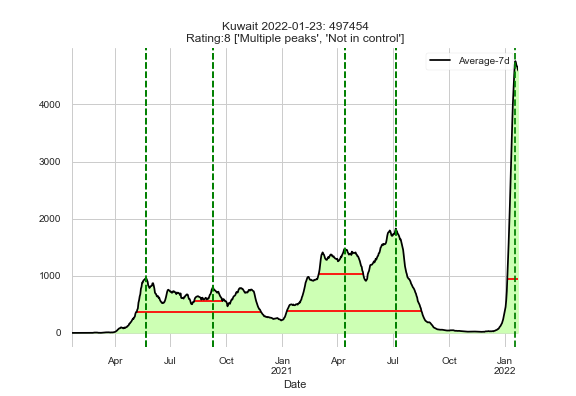 Kuwait 2022-01-23: 497454
Rating:8 ['Multiple peaks', 'Not in control']
Average-7d
4000
3000
2000
1000
0
Apr
Jul
Oct
Jan
2021
Apr
Jul
Oct
Jan
2022
Date